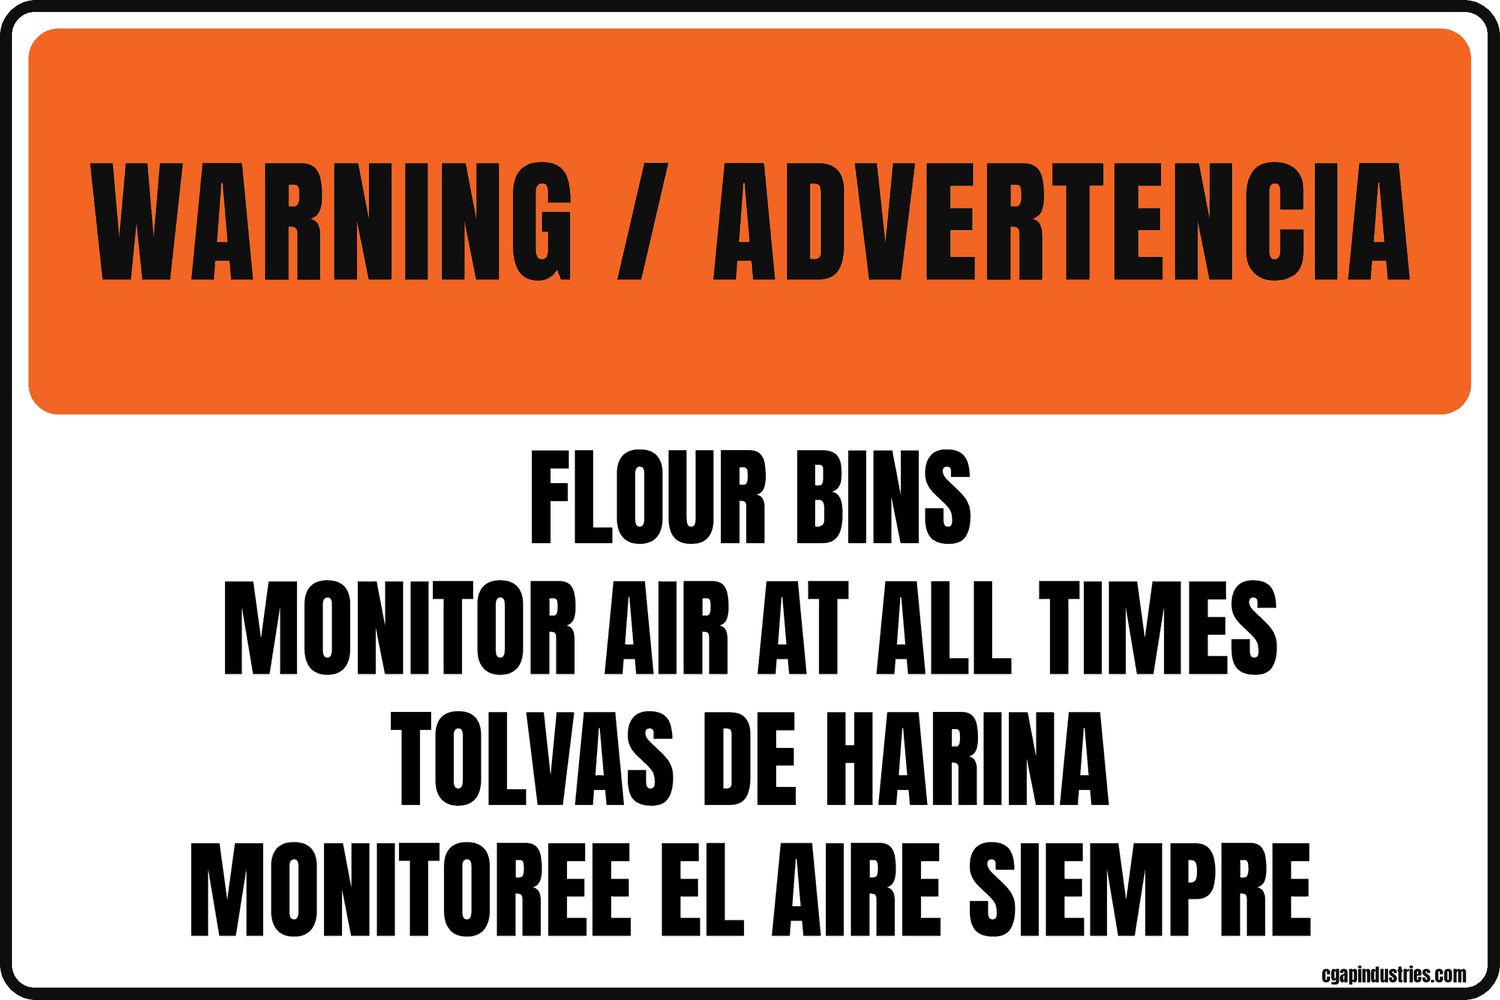 WARNING / ADVERTENCIA
FLOUR BINS
MONITOR AIR AT ALL TIMES
TOLVAS DE HARINA
MONITOREE EL AIRE SIEMPRE
cgapindustries.com